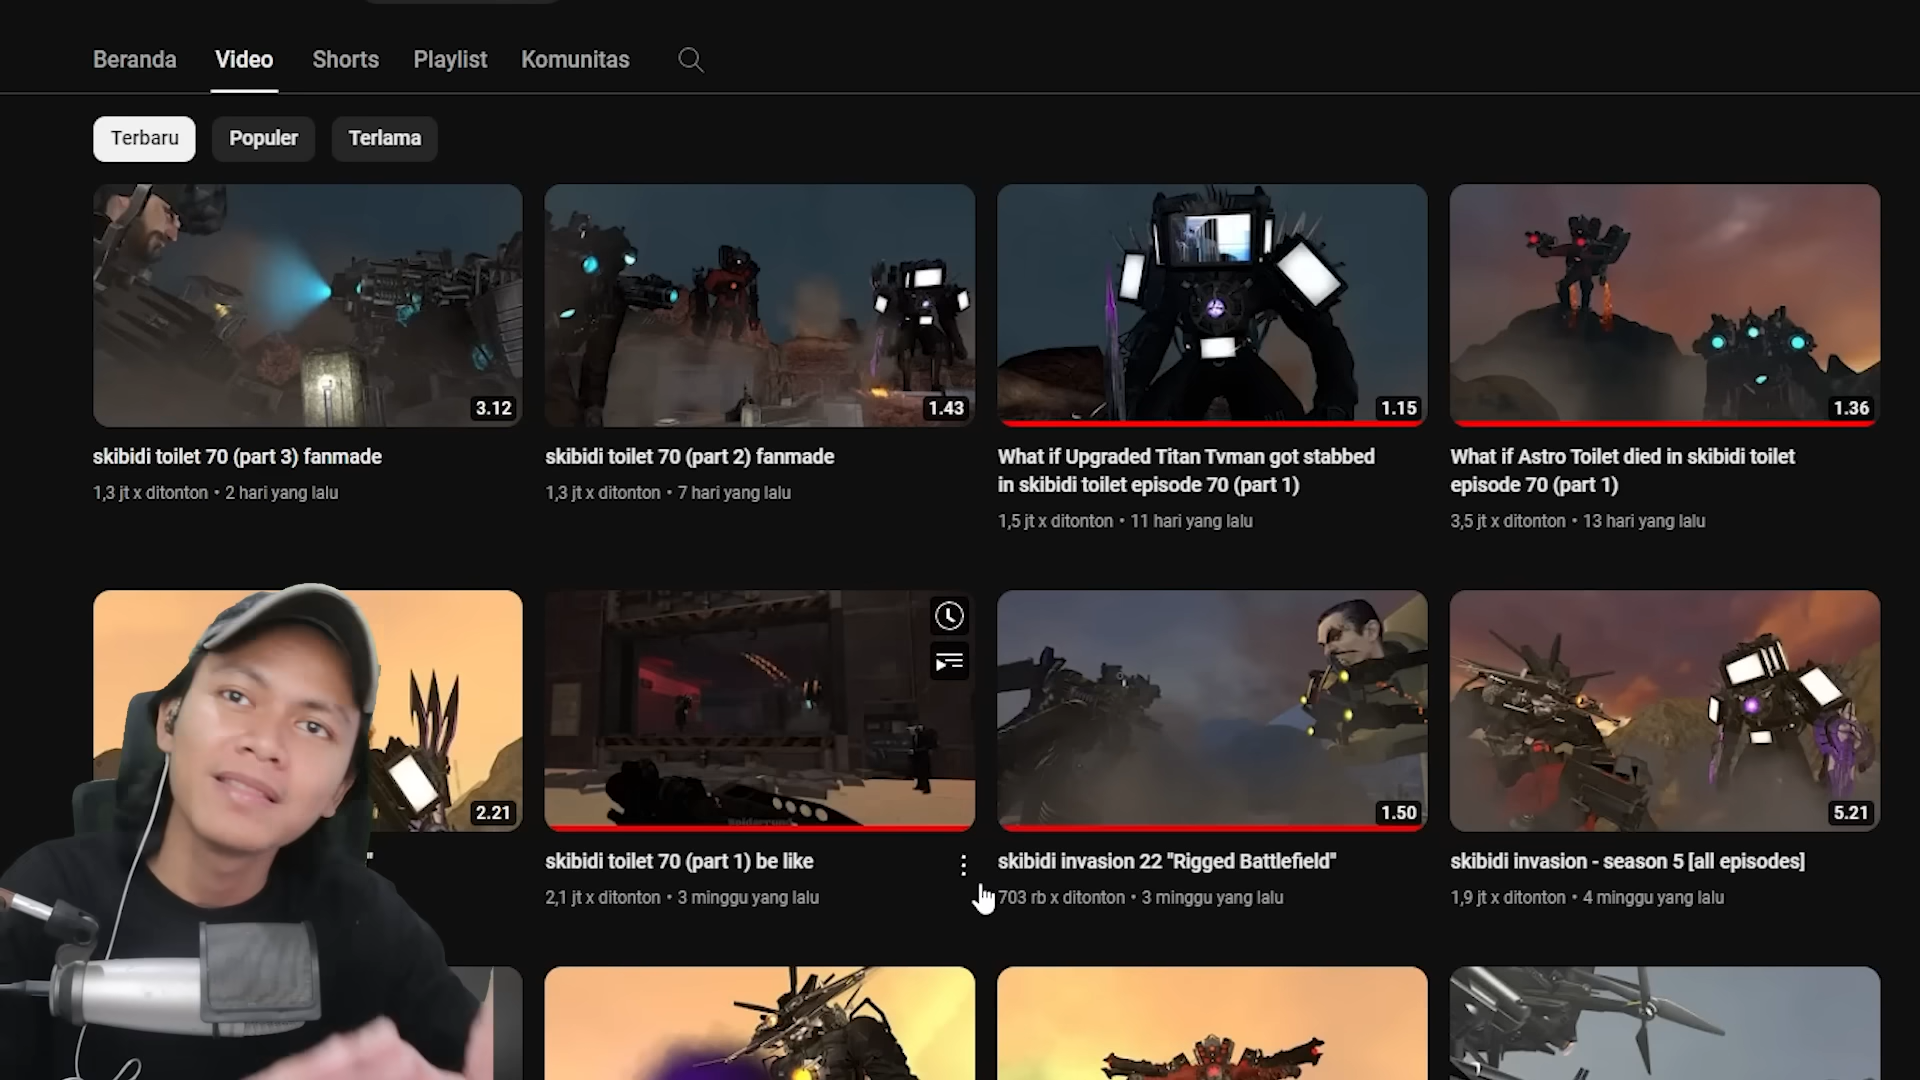 Beranda
Video
Shorts
Playlist
Komunitas
Terbaru
Populer
Terlama
3.12
1.43
1.15
1.36
skibidi toilet 70 (part 3) fanmade
1,3 jt x ditonton • 2 hari yang lalu
skibidi toilet 70 (part 2) fanmade
1,3 jt x ditonton • 7 hari yang lalu
What if Upgraded Titan Tvman got stabbed
in skibidi toilet episode 70 (part 1)
1,5 jt x ditonton • 11 hari yang lalu
What if Astro Toilet died in skibidi toilet
episode 70 (part 1)
3,5 jt x ditonton • 13 hari yang lalu
2.21
1.50
5.21
"
skibidi toilet 70 (part 1) be like
2,1 jt x ditonton • 3 minggu yang lalu
skibidi invasion 22 "Rigged Battlefield"
703 rb x ditonton • 3 minggu yang lalu
skibidi invasion - season 5 [all episodes]
1,9 jt x ditonton • 4 minggu yang lalu